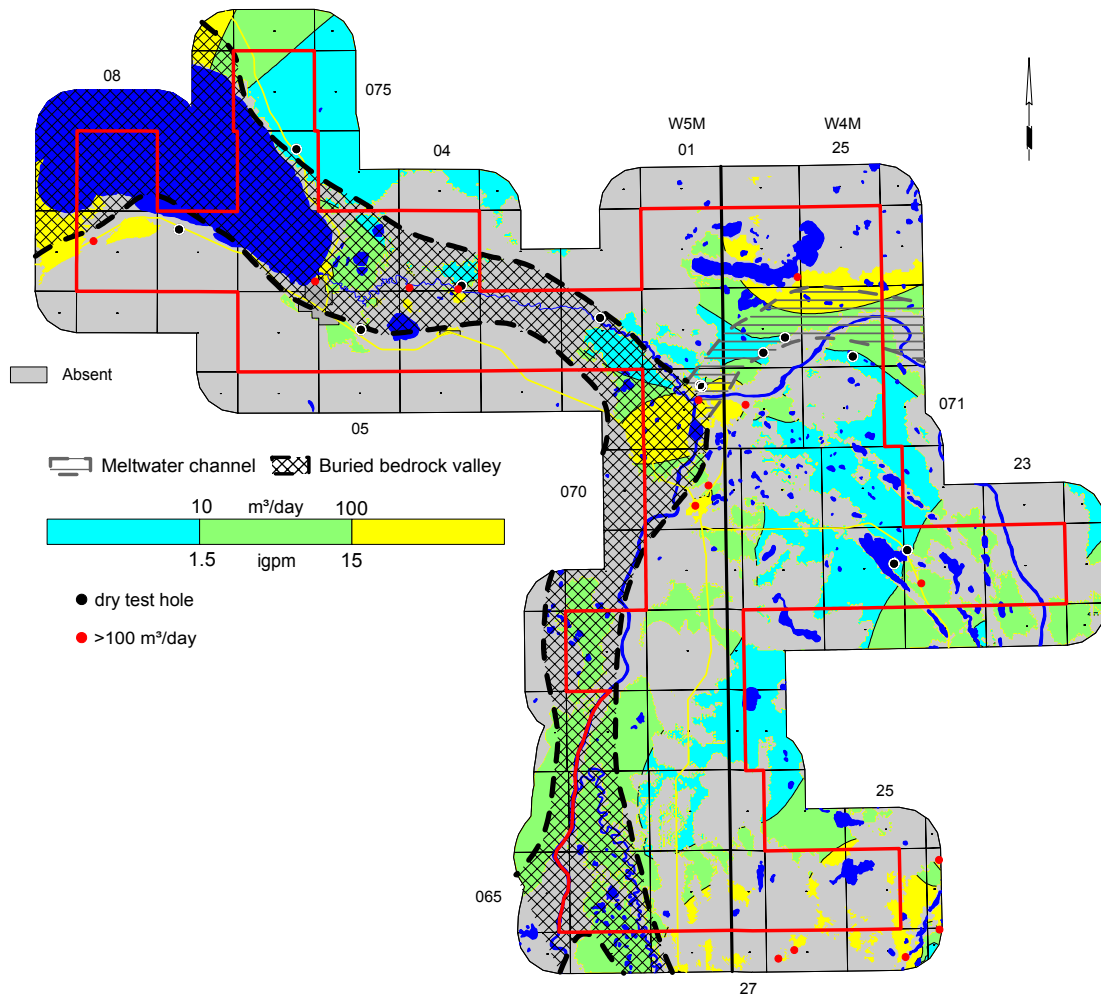 08
075
W5M W4M
04
01 25
Absent
071
05
Meltwater channel Buried bedrock valley
23
070
10 m³/day 100
1.5 igpm 15
dry test hole
>100 m³/day
25
065
27